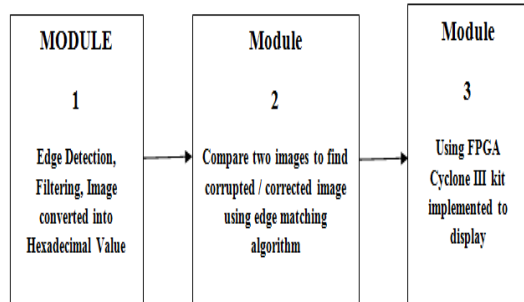 MODULE
1
Edge Detection,
Filtering, Image
converted into
Hexadecimal Value
Module
2
Compare two images to find
corrupted / corrected image
using edge matching
algorithm
Module
3
Using FPGA
Cyclone III kit
implemented to
display